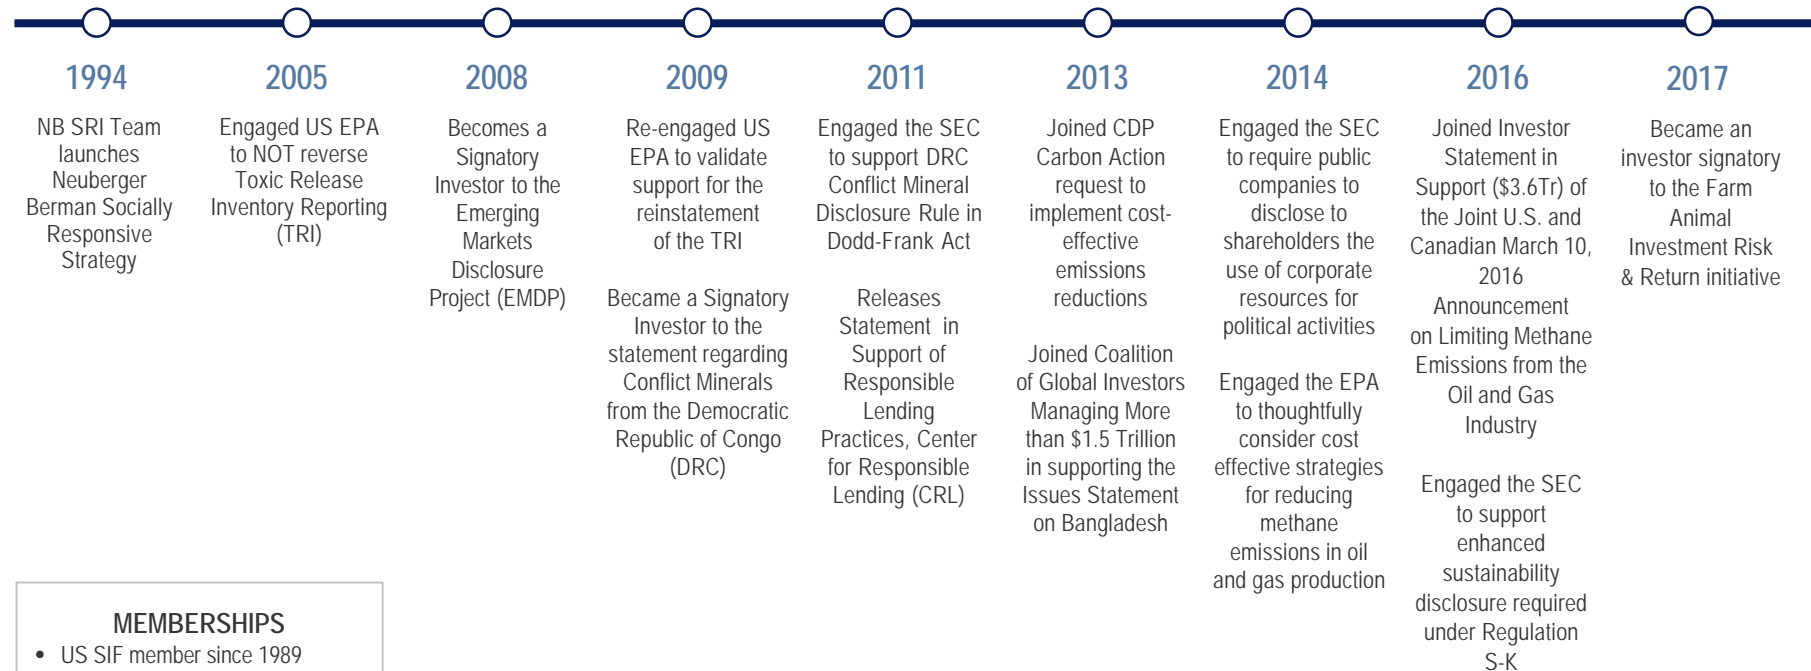 1994
NB SRI Team
launches
Neuberger
Berman Socially
Responsive
Strategy
2005
Engaged US EPA
to NOT reverse
Toxic Release
Inventory Reporting
(TRI)
2008
Becomes a
Signatory
Investor to the
Emerging
Markets
Disclosure
Project (EMDP)
2009
Re-engaged US
EPA to validate
support for the
reinstatement
of the TRI
Became a Signatory
Investor to the
statement regarding
Conflict Minerals
from the Democratic
Republic of Congo
(DRC)
2011
Engaged the SEC
to support DRC
Conflict Mineral
Disclosure Rule in
Dodd-Frank Act
Releases
Statement in
Support of
Responsible
Lending
Practices, Center
for Responsible
Lending (CRL)
2013
Joined CDP
Carbon Action
request to
implement cost-
effective
emissions
reductions
Joined Coalition
of Global Investors
Managing More
than $1.5 Trillion
in supporting the
Issues Statement
on Bangladesh
2014
Engaged the SEC
to require public
companies to
disclose to
shareholders the
use of corporate
resources for
political activities
Engaged the EPA
to thoughtfully
consider cost
effective strategies
for reducing
methane
emissions in oil
and gas production
2016
Joined Investor
Statement in
Support ($3.6Tr) of
the Joint U.S. and
Canadian March 10,
2016
Announcement
on Limiting Methane
Emissions from the
Oil and Gas
Industry
Engaged the SEC
to support
enhanced
sustainability
disclosure required
under Regulation
S-K
2017
Became an
investor signatory
to the Farm
Animal
Investment Risk
& Return initiative
MEMBERSHIPS
• US SIF member since 1989